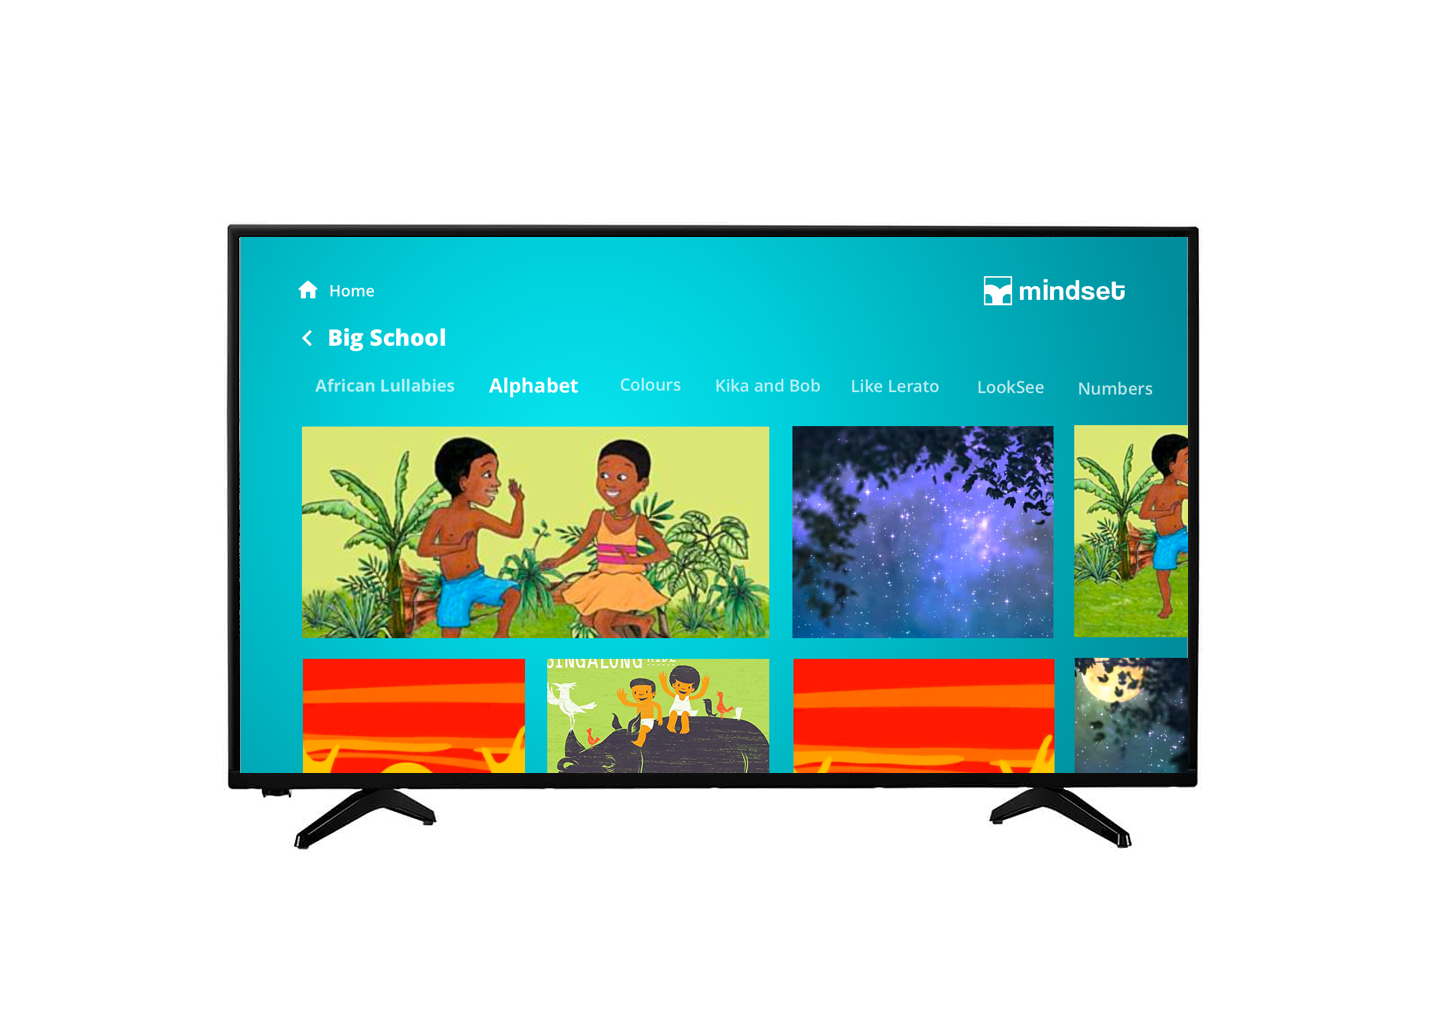 Home
mindset
Big School
African Lullabies Alphabet Colours Kika and Bob Like Lerato LookSee Numbers
SINGALONG